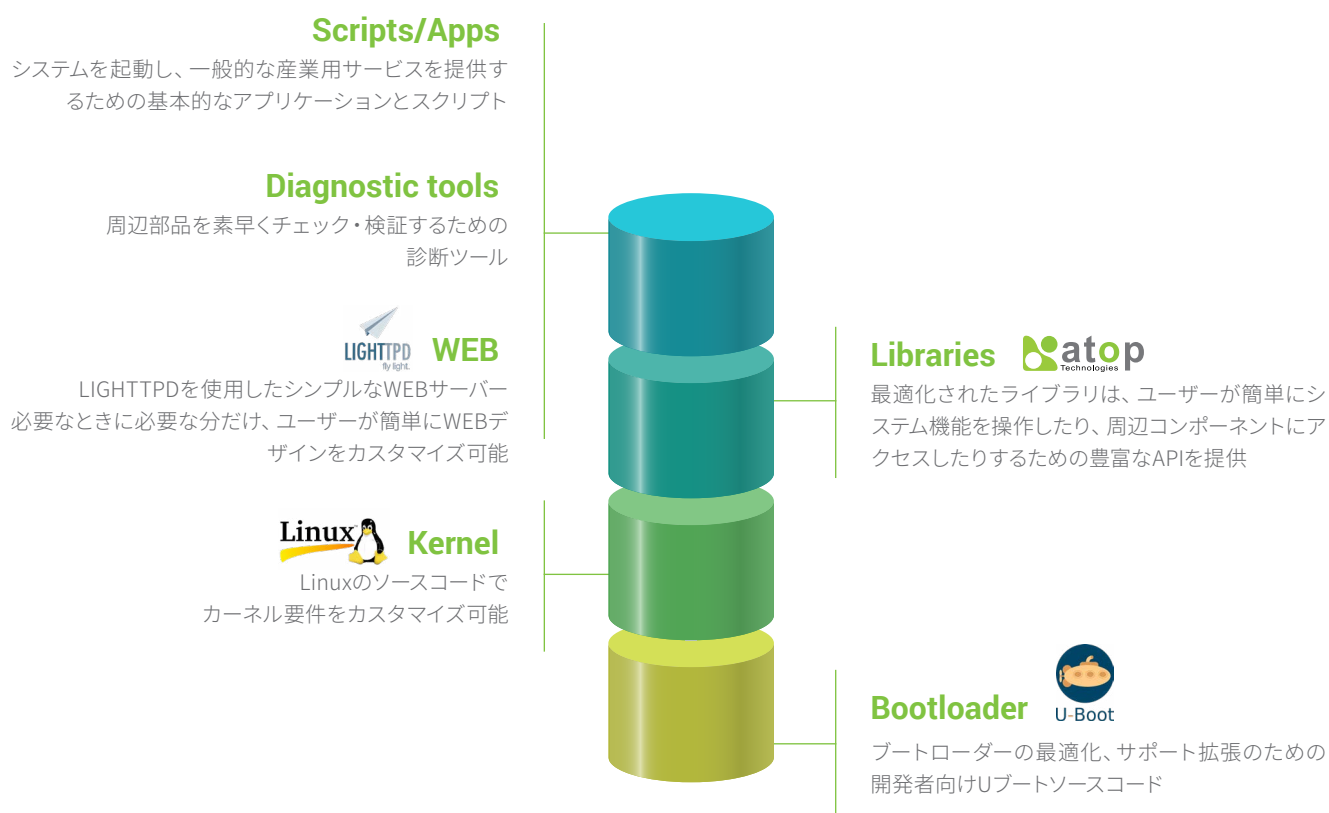 Scripts/Apps
システムを起動し、一般的な産業用サービスを提供す
るための基本的なアプリケーションとスクリプト
Diagnostic tools
周辺部品を素早くチェック・検証するための
診断ツール
LIGHTTPD
fly light.
WEB
LIGHTTPDを使用したシンプルなWEBサーバー
必要なときに必要な分だけ、ユーザーが簡単にWEBデ
ザインをカスタマイズ可能
Linux
Kernel
Linuxのソースコードで
カーネル要件をカスタマイズ可能
Libraries
atop
Technologies
最適化されたライブラリは、ユーザーが簡単にシ
ステム機能を操作したり、周辺コンポーネントにア
クセスしたりするための豊富なAPIを提供
Bootloader
U-Boot
ブートローダーの最適化、サポート拡張のための
開発者向けUブートソースコード